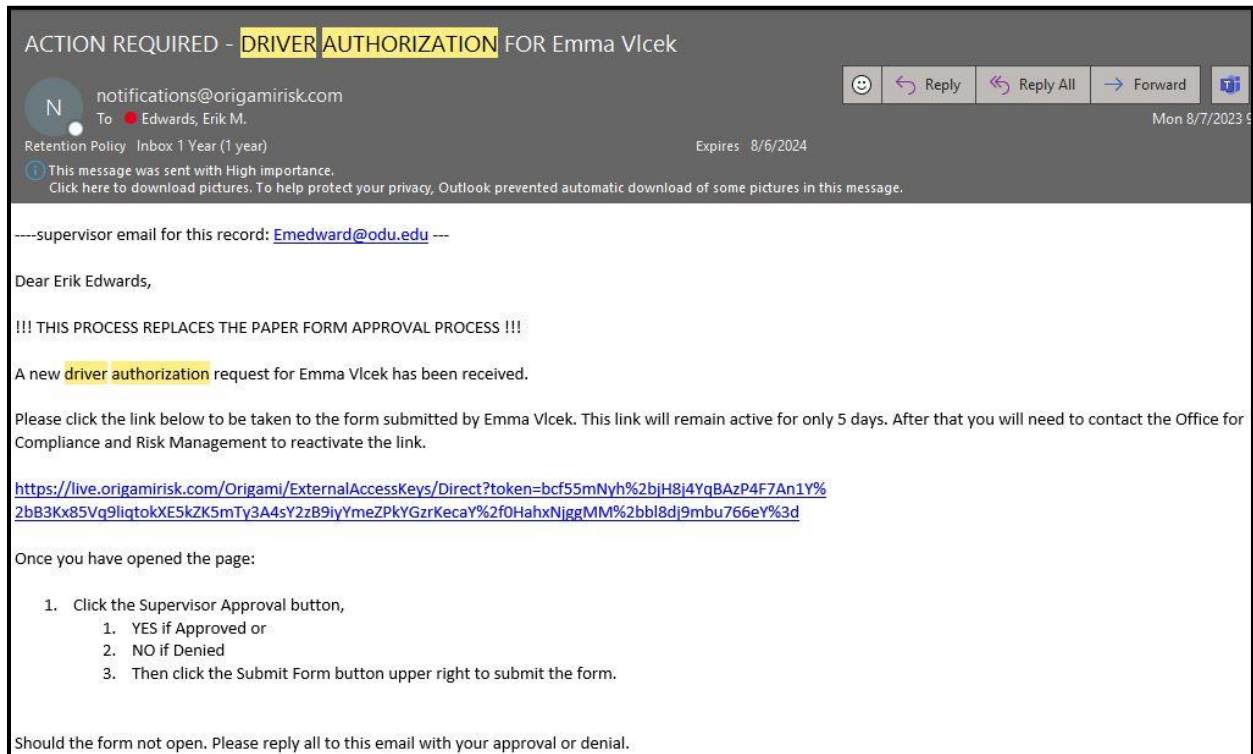 ACTION REQUIRED - DRIVER AUTHORIZATION FOR Emma Vlcek
N
notifications@origamirisk.com
To Edwards, Erik M.
Reply
Reply All
Forward
Mon 8/7/2023 9
Retention Policy Inbox 1 Year (1 year)
Expires 8/6/2024
This message was sent with High importance.
Click here to download pictures. To help protect your privacy, Outlook prevented automatic download of some pictures in this message.
----supervisor email for this record: Emedward@odu.edu ---
Dear Erik Edwards,
!!! THIS PROCESS REPLACES THE PAPER FORM APPROVAL PROCESS !!!
A new driver authorization request for Emma Vlcek has been received.
Please click the link below to be taken to the form submitted by Emma Vlcek. This link will remain active for only 5 days. After that you will need to contact the Office for
Compliance and Risk Management to reactivate the link.
https://live.origamirisk.com/Origami/ExternalAccessKeys/Direct?token=bcf55mNyh%2bjH8j4YqBAzP4F7An1Y%
2bB3Kx85Vq9liqtokXE5kZK5mTy3A4sY2zB9iyYmeZPkYGzrKecaY%2f0HahxNjggMM%2bbl8dj9mbu766eY%3d
Once you have opened the page:
1. Click the Supervisor Approval button,
1. YES if Approved or
2. NO if Denied
3. Then click the Submit Form button upper right to submit the form.
Should the form not open. Please reply all to this email with your approval or denial.